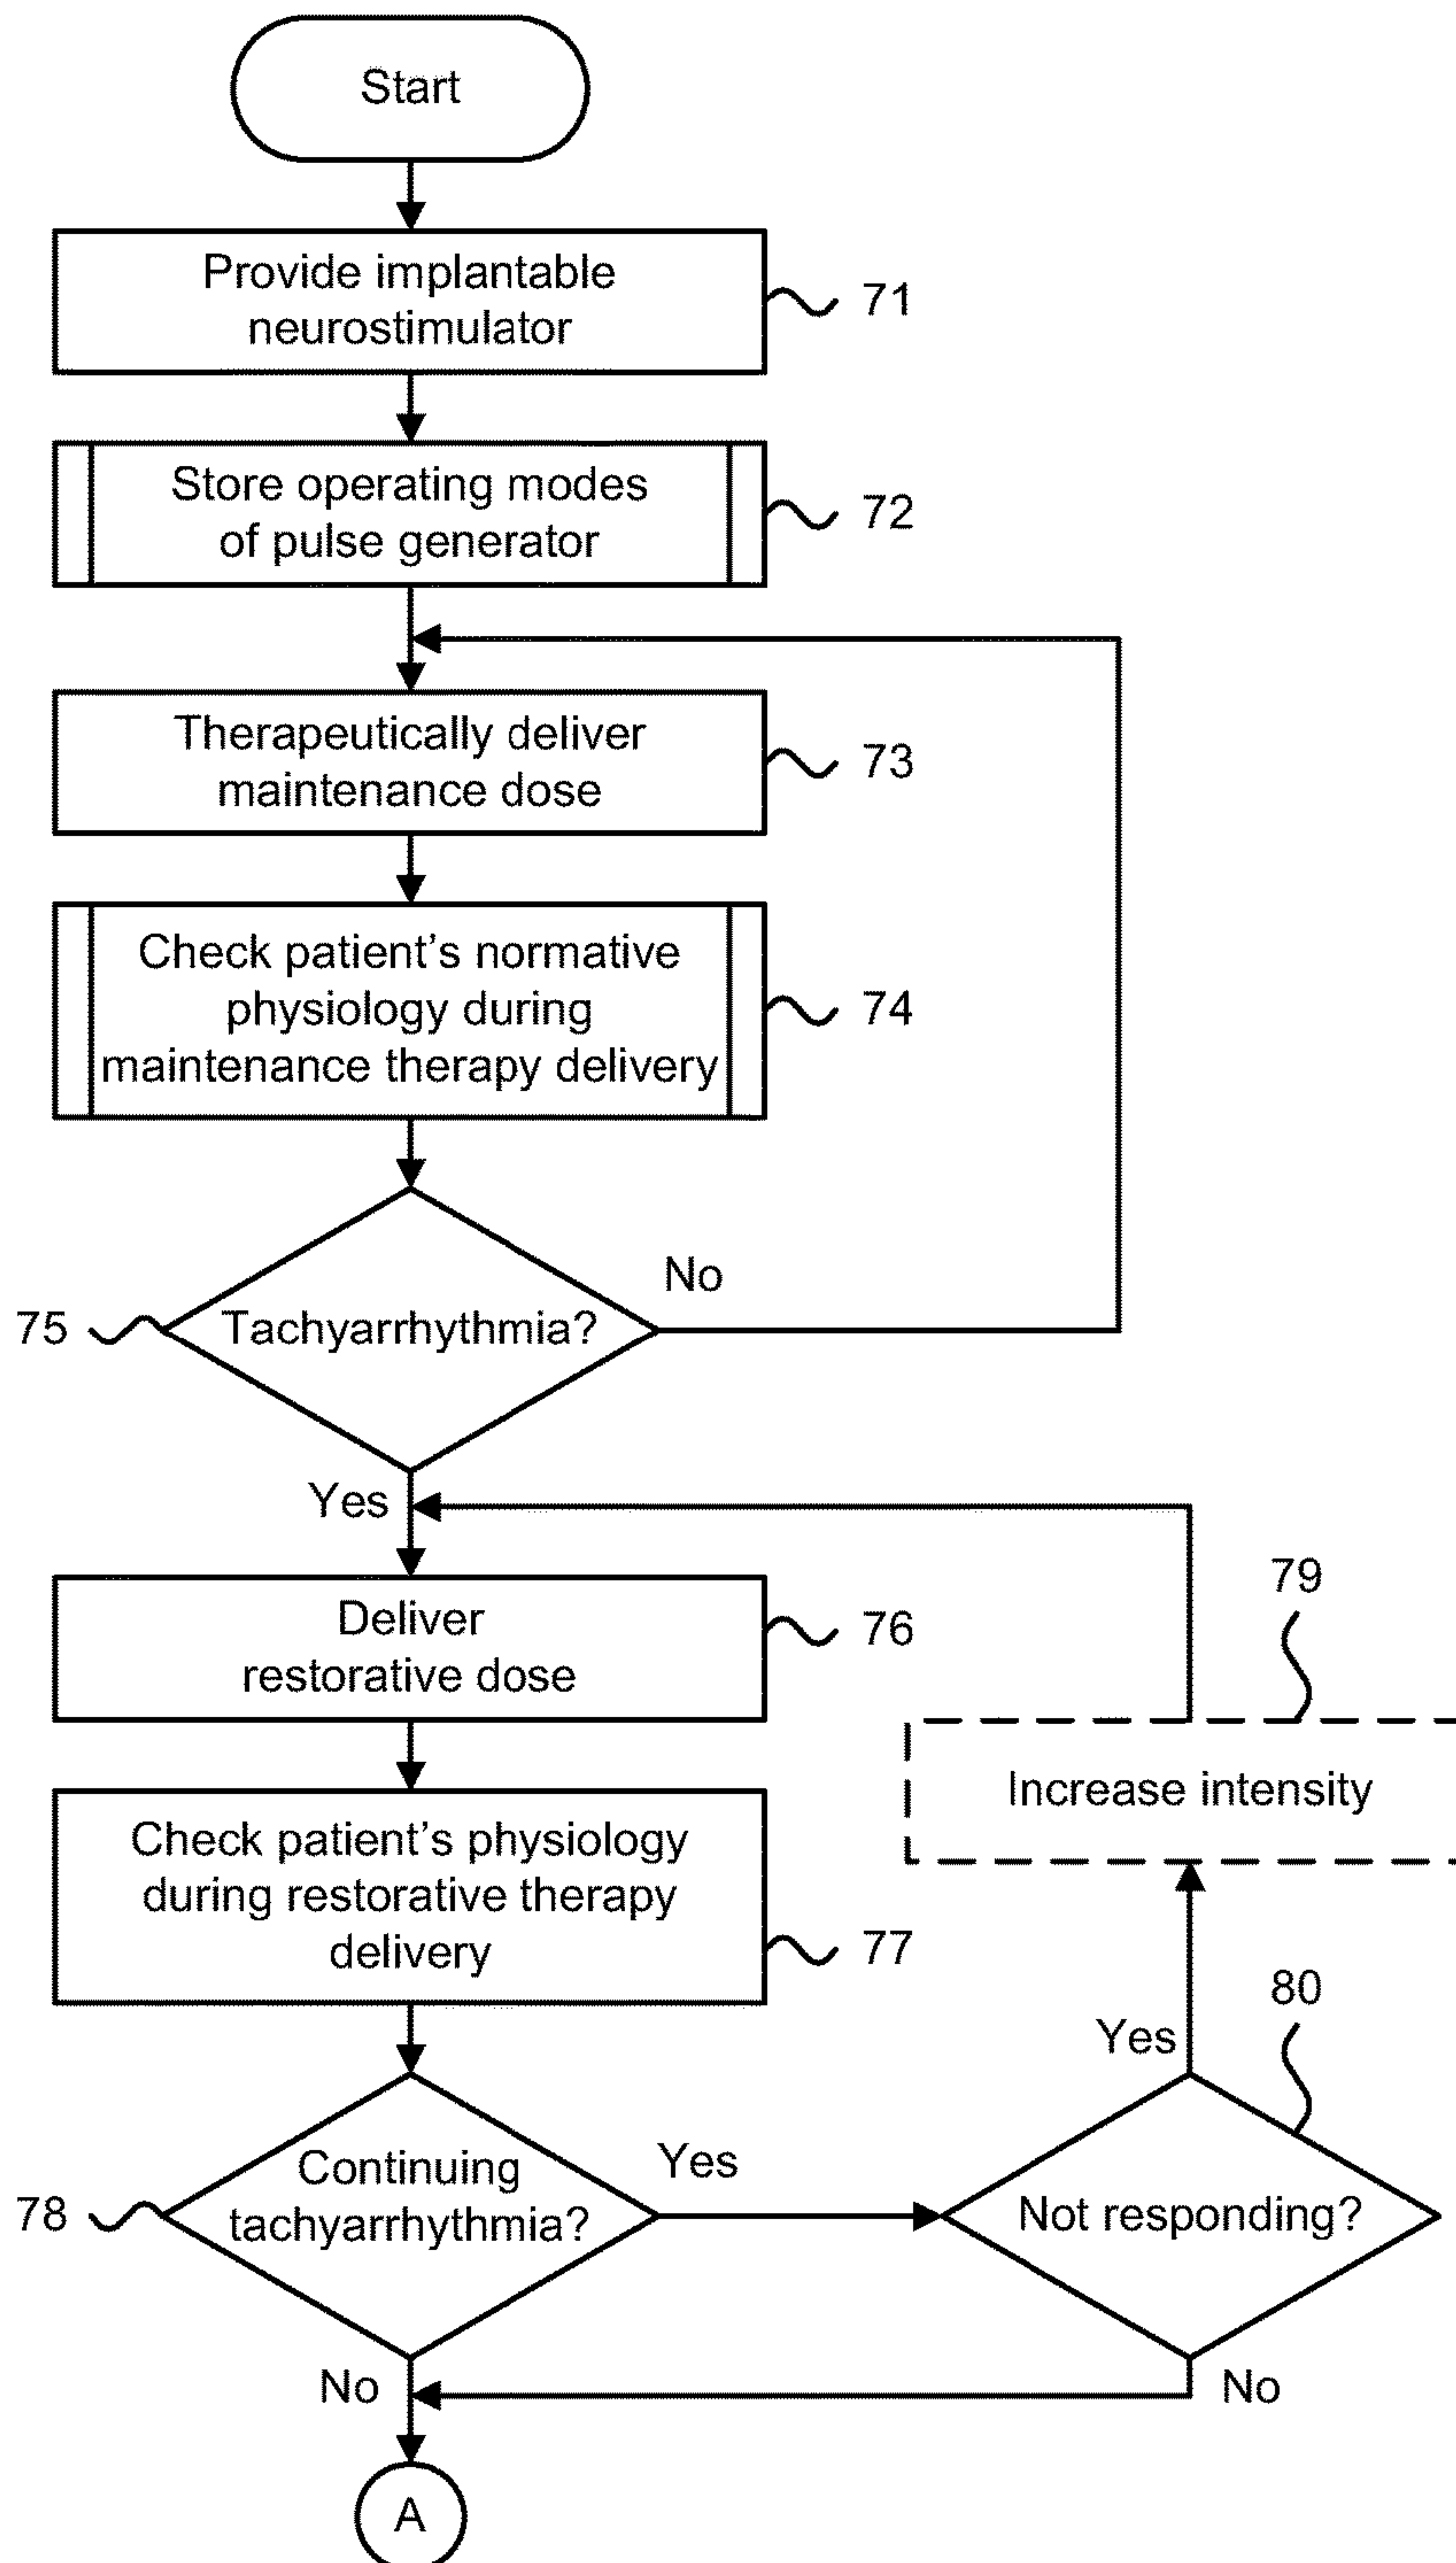 Start
Provide implantable
neurostimulator
71
Store operating modes
of pulse generator
72
Therapeutically deliver
maintenance dose
73
Check patient's normative
physiology during
maintenance therapy delivery
74
No
75
Tachyarrhythmia?
Yes
79
Deliver
restorative dose
76
Increase intensity
Check patient's physiology
during restorative therapy
delivery
77
80
Yes
Continuing
tachyarrhythmia?
Yes
78
Not responding?
No
No
A